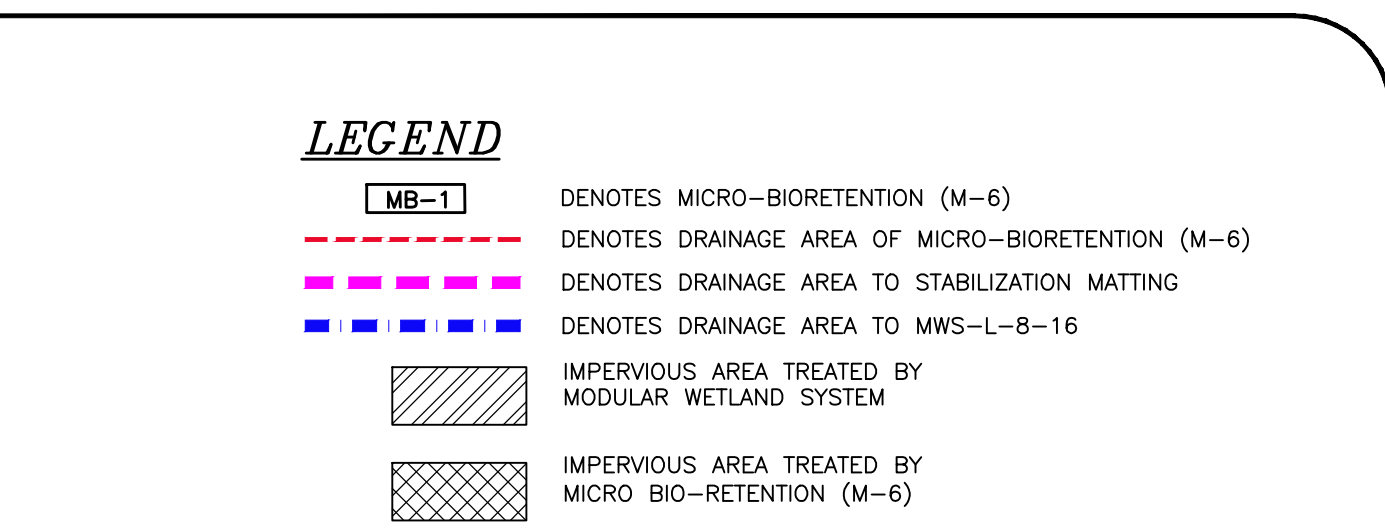 LEGEND
MB-1 DENOTES MICRO-BIORETENTION (M-6)
DENOTES DRAINAGE AREA OF MICRO-BIORETENTION (M-6)
DENOTES DRAINAGE AREA TO STABILIZATION MATTING
DENOTES DRAINAGE AREA TO MWS-L-8-16
IMPERVIOUS AREA TREATED BY
MODULAR WETLAND SYSTEM
IMPERVIOUS AREA TREATED BY
MICRO BIO-RETENTION (M-6)